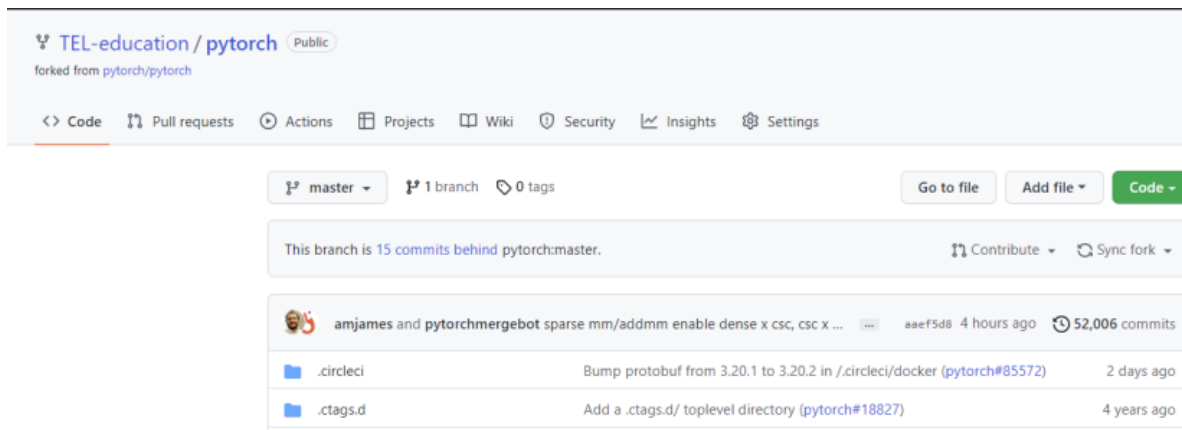 TEL-education / pytorch Public
forked from pytorch/pytorch
<> Code Pull requests Actions Projects Wiki Security Insights Settings
master 1 branch 0 tags Go to file Add file Code
This branch is 15 commits behind pytorch:master. Contribute Sync fork
amjames and pytorchmergebot sparse mm/addmm enable dense x csc, csc x ... ... aaef5d8 4 hours ago 52,006 commits
.circleci Bump protobuf from 3.20.1 to 3.20.2 in /.circleci/docker (pytorch#85572) 2 days ago
.ctags.d Add a .ctags.d/ toplevel directory (pytorch#18827) 4 years ago